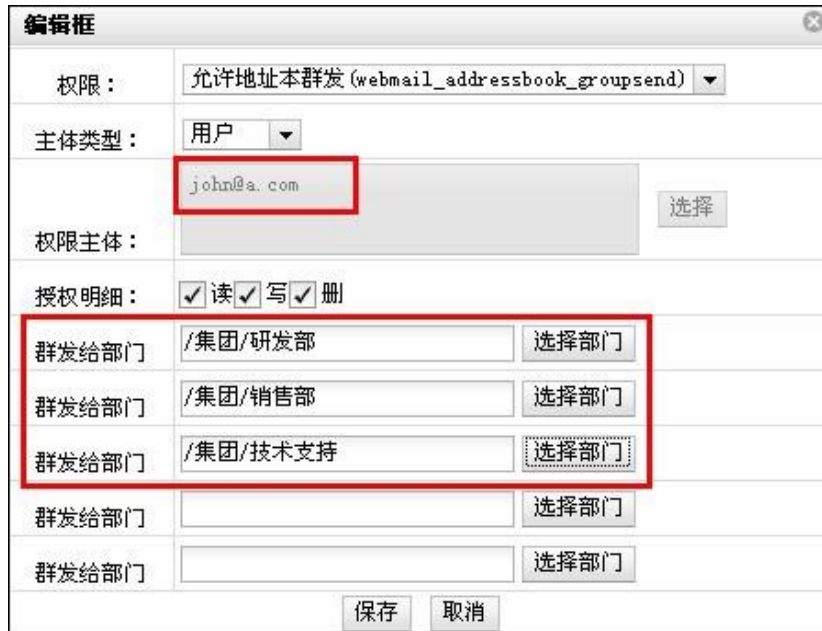 编辑框
权限： 允许地址本群发(webmail_addressbook_groupsend)
主体类型： 用户
john@a.com
选择
权限主体：
授权明细： 读 写 删
群发给部门 /集团/研发部 选择部门
群发给部门 /集团/销售部 选择部门
群发给部门 /集团/技术支持 选择部门
群发给部门 选择部门
群发给部门 选择部门
保存 取消